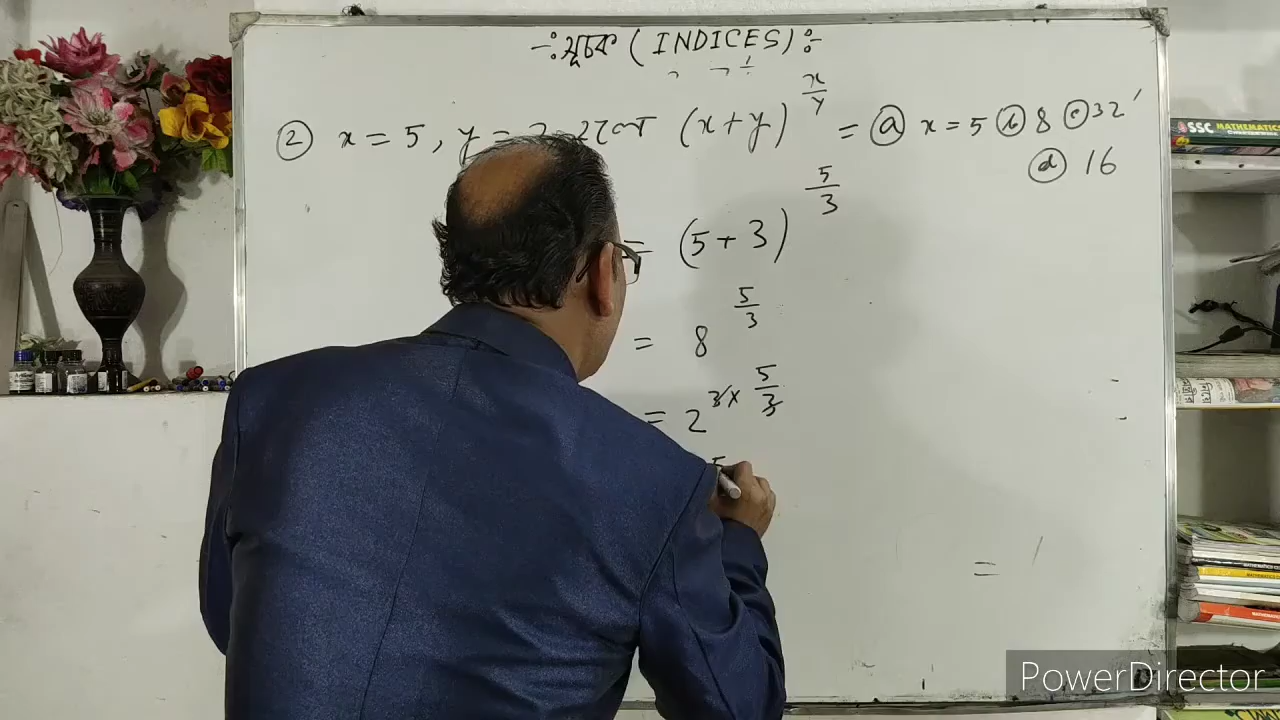 -: সূচক (INDICES) :-
② x = 5, y = 3 হলে (x+y)^(x/y) = ⓐ x = 5 ⓑ 8 ⓒ 32
ⓓ 16
= (5+3)^(5/3)
= 8^(5/3)
= 2^(3× 5/3)
5
=
SSC MATHEMATICS
PowerDirector